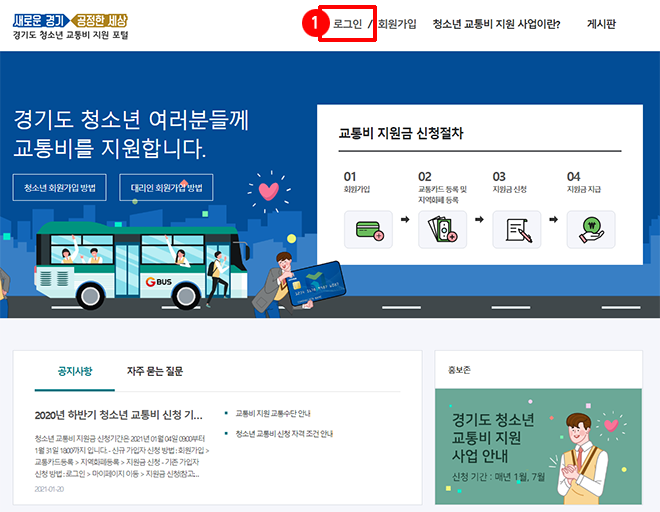 새로운 경기 공정한 세상
경기도 청소년 교통비 지원 포털
1
로그인 / 회원가입 청소년 교통비 지원 사업이란? 게시판
경기도 청소년 여러분들께
교통비를 지원합니다.
청소년 회원가입 방법 대리인 회원가입 방법
G BUS
교통비 지원금 신청절차
01
회원가입
02
교통카드 등록 및
지역화폐 등록
03
지원금 신청
04
지원금 지급
공지사항 자주 묻는 질문
2020년 하반기 청소년 교통비 신청 기...
청소년 교통비 지원금 신청기간은 2021년 01월 04일 09:00부터
1월 31일 18:00까지 입니다.- 신규 가입자 신청 방법 : 회원가입 >
교통카드등록 > 지역화폐등록 > 지원금 신청 - 기존 가입자
신청 방법 : 로그인 > 마이페이지 이동 > 지원금 신청(참고...
2021-01-20
교통비 지원 교통수단 안내
청소년 교통비 신청 자격 조건 안내
홍보존
경기도 청소년
교통비 지원
사업 안내
신청 기간 : 매년 1월, 7월